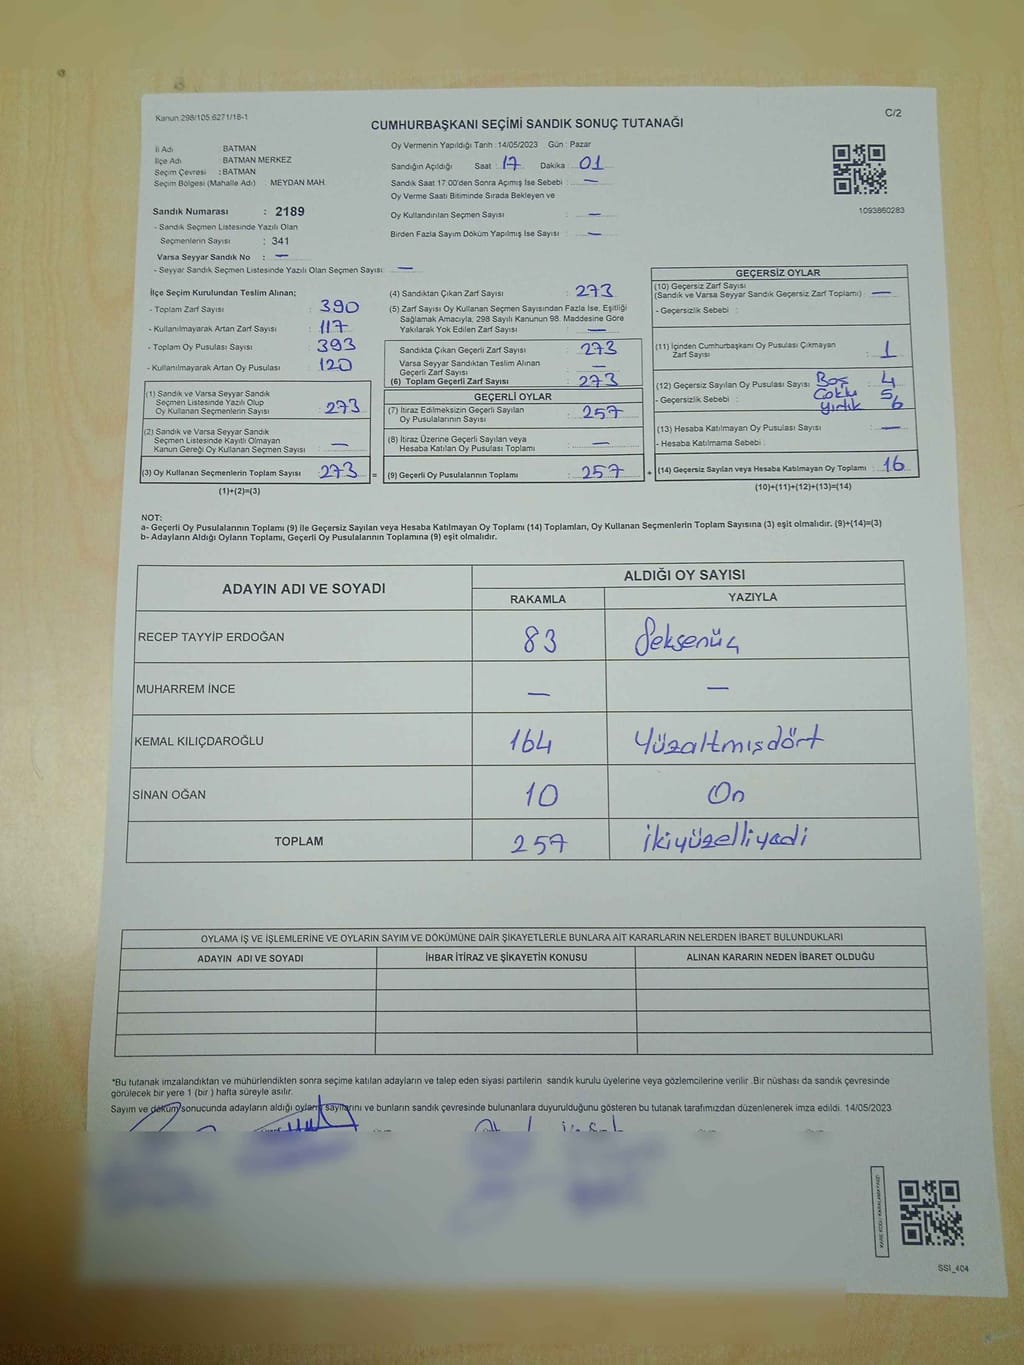 Kanun 298/105.6271/18-1
C/2
CUMHURBAŞKANI SEÇİMİ SANDIK SONUÇ TUTANAĞI
İl Adı : BATMAN
İlçe Adı : BATMAN MERKEZ
Seçim Çevresi : BATMAN
Seçim Bölgesi (Mahalle Adı) : MEYDAN MAH.
Sandık Numarası : 2189
- Sandık Seçmen Listesinde Yazılı Olan
Seçmenlerin Sayısı : 341
Varsa Seyyar Sandık No : —
- Seyyar Sandık Seçmen Listesinde Yazılı Olan Seçmen Sayısı: —
Oy Vermenin Yapıldığı Tarih :14/05/2023 Gün : Pazar
Sandığın Açıldığı Saat : 17 Dakika : 01
Sandık Saat 17:00'den Sonra Açımış İse Sebebi : —
Oy Verme Saati Bitiminde Sırada Bekleyen ve
Oy Kullandırılan Seçmen Sayısı : —
Birden Fazla Sayım Döküm Yapılmış İse Sayısı : —
1093860283
İlçe Seçim Kurulundan Teslim Alınan;
- Toplam Zarf Sayısı : 390
- Kullanılmayarak Artan Zarf Sayısı : 117
- Toplam Oy Pusulası Sayısı : 393
- Kullanılmayarak Artan Oy Pusulası : 120
(1) Sandık ve Varsa Seyyar Sandık
Seçmen Listesinde Yazılı Olup
Oy Kullanan Seçmenlerin Sayısı : 273
(2) Sandık ve Varsa Seyyar Sandık
Seçmen Listesinde Kayıtlı Olmayan
Kanun Gereği Oy Kullanan Seçmen Sayısı : —
(3) Oy Kullanan Seçmenlerin Toplam Sayısı : 273 =
(1)+(2)=(3)
(4) Sandıktan Çıkan Zarf Sayısı : 273
(5) Zarf Sayısı Oy Kullanan Seçmen Sayısından Fazla İse, Eşitliği
Sağlamak Amacıyla; 298 Sayılı Kanunun 98. Maddesine Göre
Yakılarak Yok Edilen Zarf Sayısı : —
Sandıkta Çıkan Geçerli Zarf Sayısı : 273
Varsa Seyyar Sandıktan Teslim Alınan
Geçerli Zarf Sayısı : —
(6) Toplam Geçerli Zarf Sayısı : 273
GEÇERLİ OYLAR
(7) İtiraz Edilmeksizin Geçerli Sayılan
Oy Pusulalarının Sayısı : 257
(8) İtiraz Üzerine Geçerli Sayılan veya
Hesaba Katılan Oy Pusulası Toplamı : —
(9) Geçerli Oy Pusulalarının Toplamı : 257 +
GEÇERSİZ OYLAR
(10) Geçersiz Zarf Sayısı
(Sandık ve Varsa Seyyar Sandık Geçersiz Zarf Toplamı) : —
- Geçersizlik Sebebi :
(11) İçinden Cumhurbaşkanı Oy Pusulası Çıkmayan
Zarf Sayısı : 1
(12) Geçersiz Sayılan Oy Pusulası Sayısı Boş : 4
- Geçersizlik Sebebi : Çoklu 5
Yırtık 6
(13) Hesaba Katılmayan Oy Pusulası Sayısı : —
- Hesaba Katılmama Sebebi :
(14) Geçersiz Sayılan veya Hesaba Katılmayan Oy Toplamı : 16
(10)+(11)+(12)+(13)=(14)
NOT:
a- Geçerli Oy Pusulalarının Toplamı (9) ile Geçersiz Sayılan veya Hesaba Katılmayan Oy Toplamı (14) Toplamları, Oy Kullanan Seçmenlerin Toplam Sayısına (3) eşit olmalıdır. (9)+(14)=(3)
b- Adayların Aldığı Oyların Toplamı, Geçerli Oy Pusulalarının Toplamına (9) eşit olmalıdır.
ADAYIN ADI VE SOYADI
ALDIĞI OY SAYISI
RAKAMLA YAZIYLA
RECEP TAYYİP ERDOĞAN 83 Seksenüç
MUHARREM İNCE — —
KEMAL KILIÇDAROĞLU 164 Yüzaltmışdört
SİNAN OĞAN 10 On
TOPLAM 257 İkiyüzelliyedi
OYLAMA İŞ VE İŞLEMLERİNE VE OYLARIN SAYIM VE DÖKÜMÜNE DAİR ŞİKAYETLERLE BUNLARA AİT KARARLARIN NELERDEN İBARET BULUNDUKLARI
ADAYIN ADI VE SOYADI İHBAR İTİRAZ VE ŞİKAYETİN KONUSU ALINAN KARARIN NEDEN İBARET OLDUĞU
*Bu tutanak imzalandıktan ve mühürlendikten sonra seçime katılan adayların ve talep eden siyasi partilerin sandık kurulu üyelerine veya gözlemcilerine verilir .Bir nüshası da sandık çevresinde
görülecek bir yere 1 (bir ) hafta süreyle asılır.
Sayım ve döküm sonucunda adayların aldığı oyların sayılarını ve bunların sandık çevresinde bulunanlara duyurulduğunu gösteren bu tutanak tarafımızdan düzenlenerek imza edildi. 14/05/2023
SSI_404